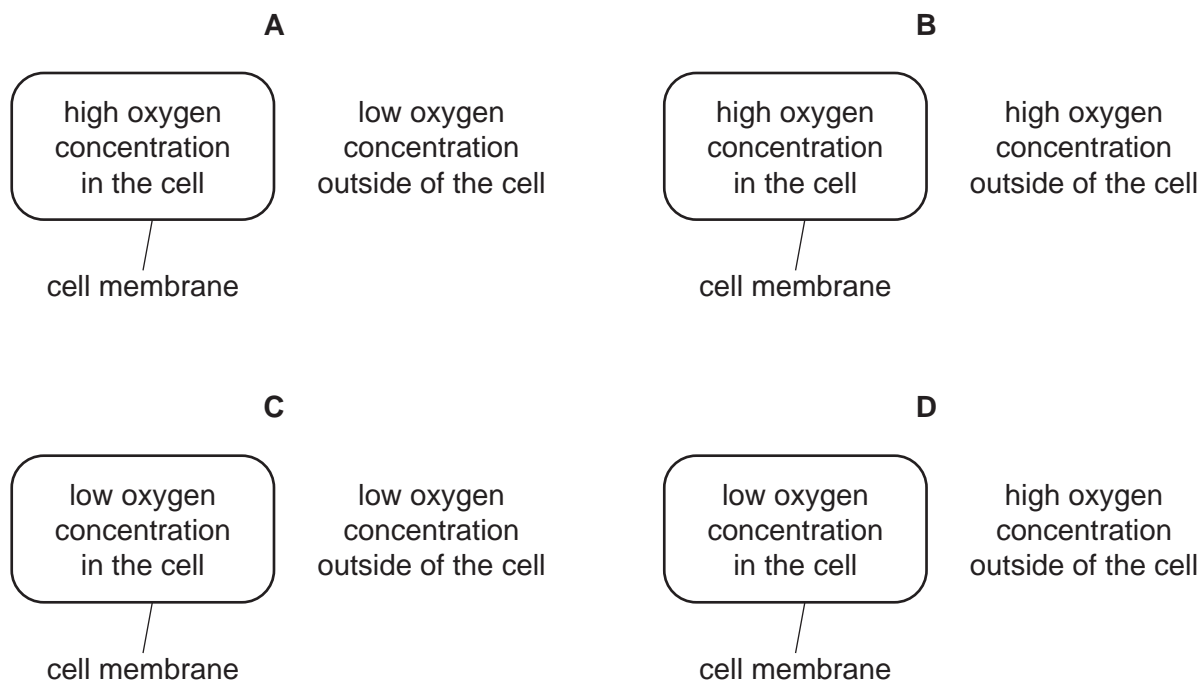 A
high oxygen
concentration
in the cell
low oxygen
concentration
outside of the cell
cell membrane
B
high oxygen
concentration
in the cell
high oxygen
concentration
outside of the cell
cell membrane
C
low oxygen
concentration
in the cell
low oxygen
concentration
outside of the cell
cell membrane
D
low oxygen
concentration
in the cell
high oxygen
concentration
outside of the cell
cell membrane